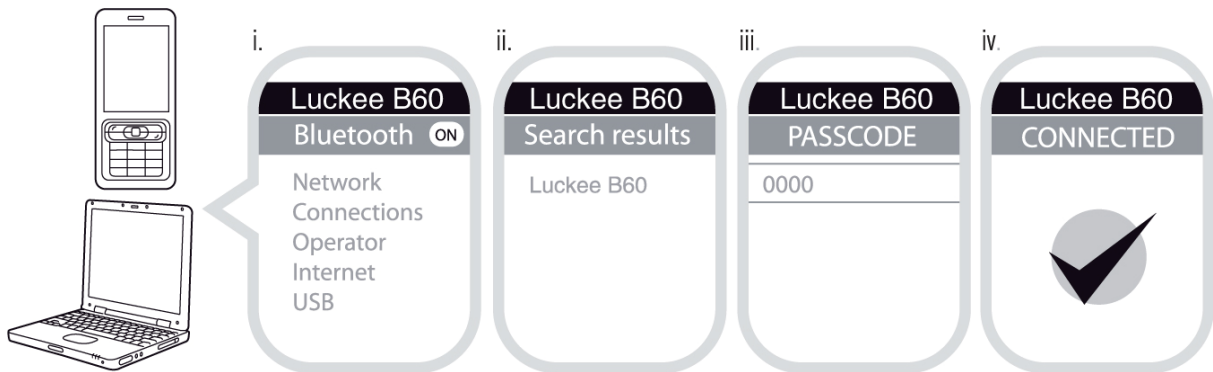 i.
Luckee B60
Bluetooth ON
Network
Connections
Operator
Internet
USB
ii.
Luckee B60
Search results
Luckee B60
iii.
Luckee B60
PASSCODE
0000
iv.
Luckee B60
CONNECTED